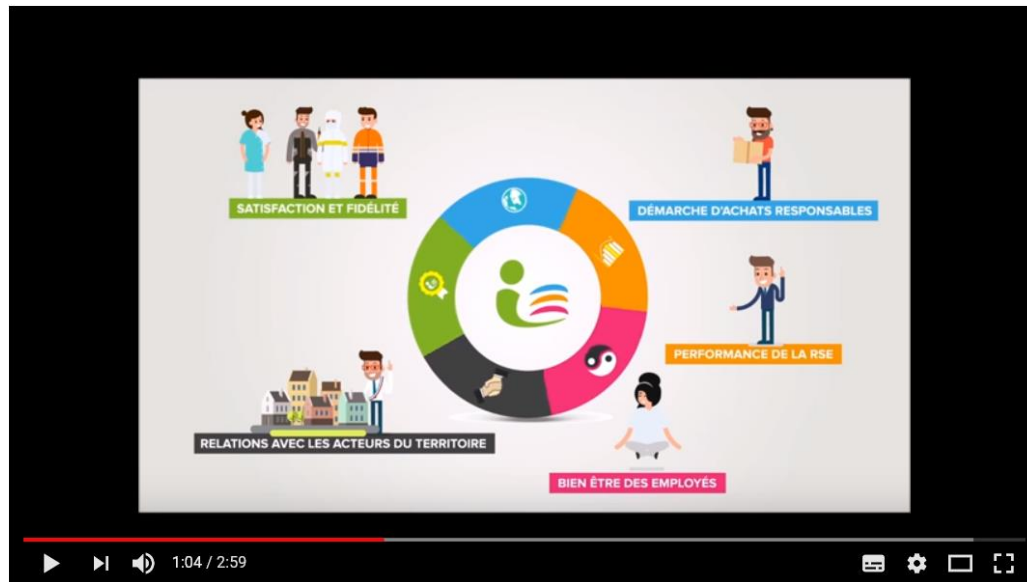 SATISFACTION ET FIDÉLITÉ
DÉMARCHE D'ACHATS RESPONSABLES
PERFORMANCE DE LA RSE
RELATIONS AVEC LES ACTEURS DU TERRITOIRE
BIEN ÊTRE DES EMPLOYÉS
1:04 / 2:59